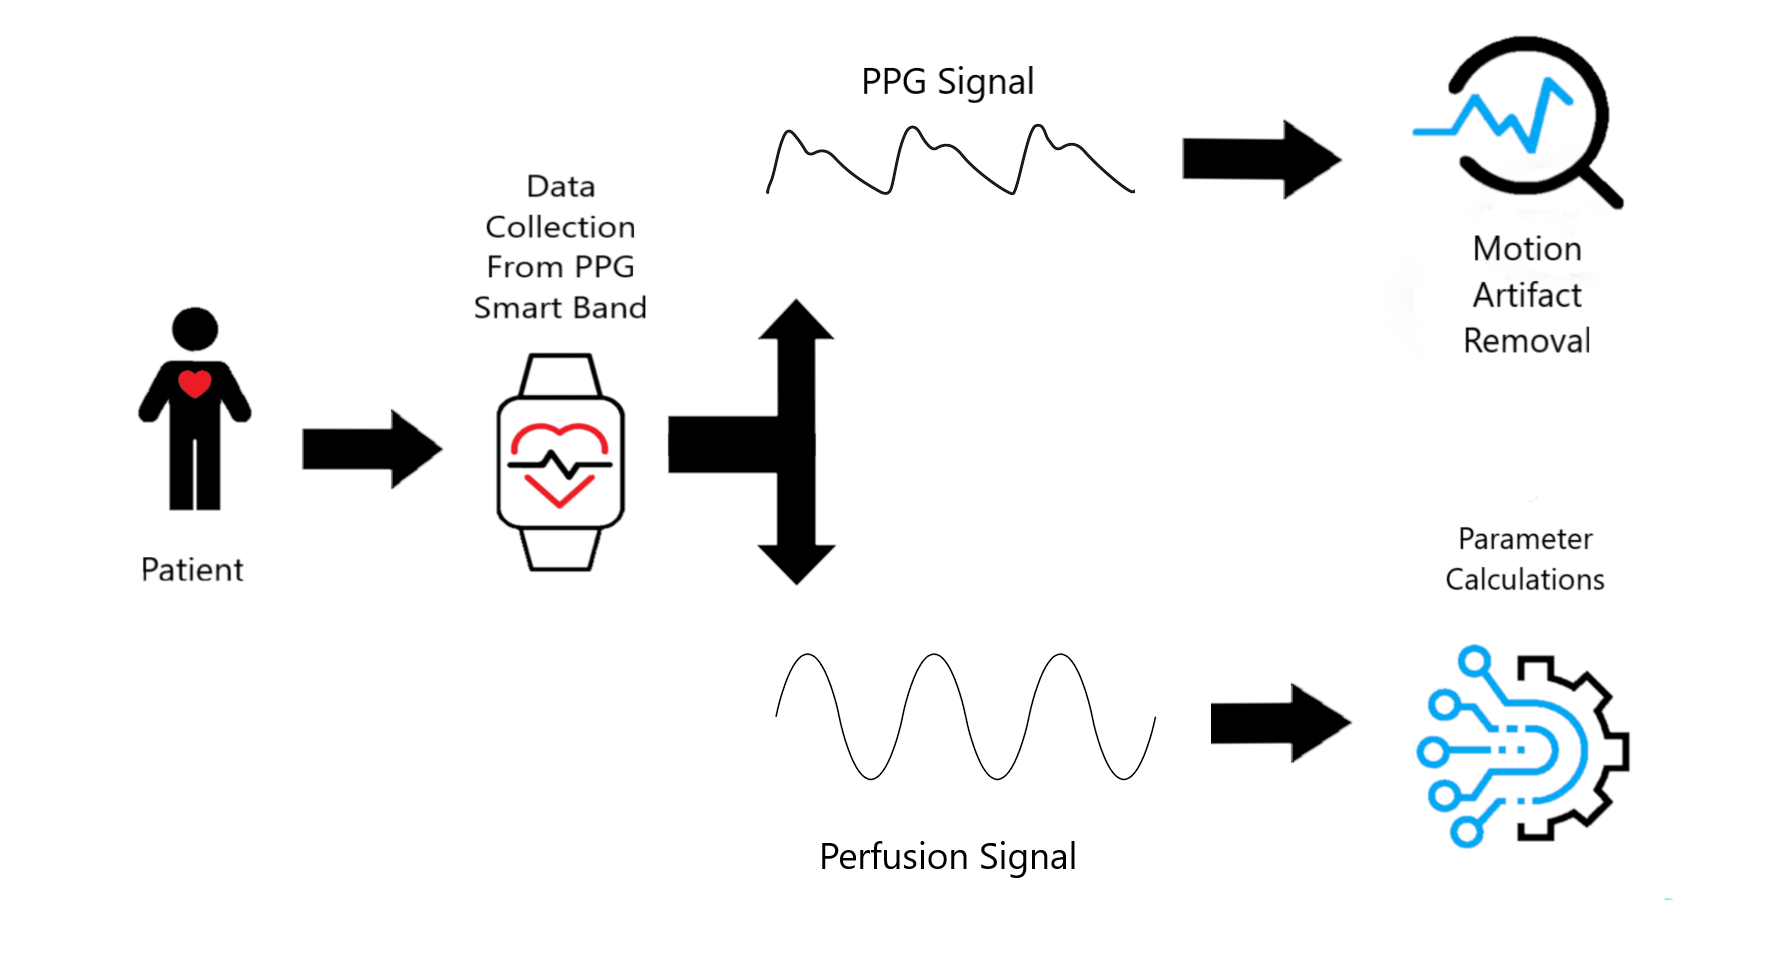 PPG Signal
Data
Collection
From PPG
Smart Band
Motion
Artifact
Removal
Patient
Parameter
Calculations
Perfusion Signal